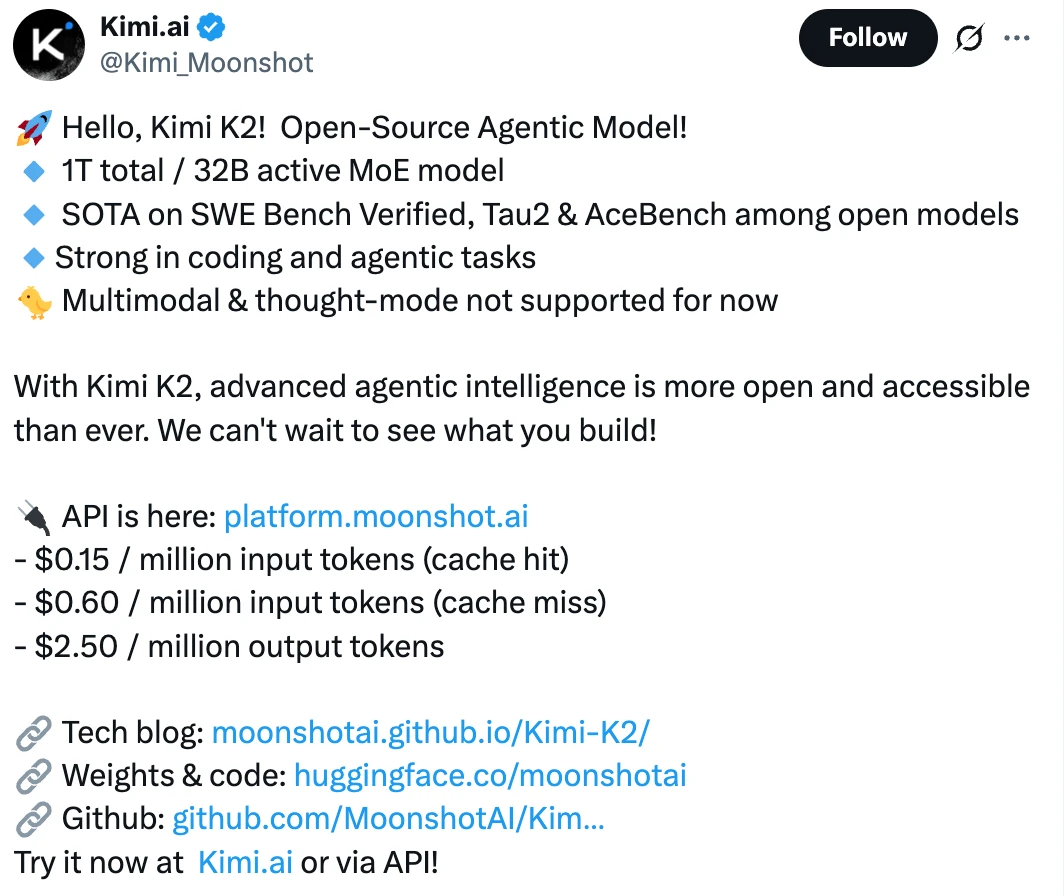 Kimi.ai
@Kimi_Moonshot
Follow
🚀 Hello, Kimi K2!  Open-Source Agentic Model!
🔹 1T total / 32B active MoE model
🔹 SOTA on SWE Bench Verified, Tau2 & AceBench among open models
🔹Strong in coding and agentic tasks
🐤 Multimodal & thought-mode not supported for now
With Kimi K2, advanced agentic intelligence is more open and accessible
than ever. We can't wait to see what you build!
🔌 API is here: platform.moonshot.ai
- $0.15 / million input tokens (cache hit)
- $0.60 / million input tokens (cache miss)
- $2.50 / million output tokens
🔗 Tech blog: moonshotai.github.io/Kimi-K2/
🔗 Weights & code: huggingface.co/moonshotai
🔗 Github: github.com/MoonshotAI/Kim…
Try it now at  Kimi.ai or via API!